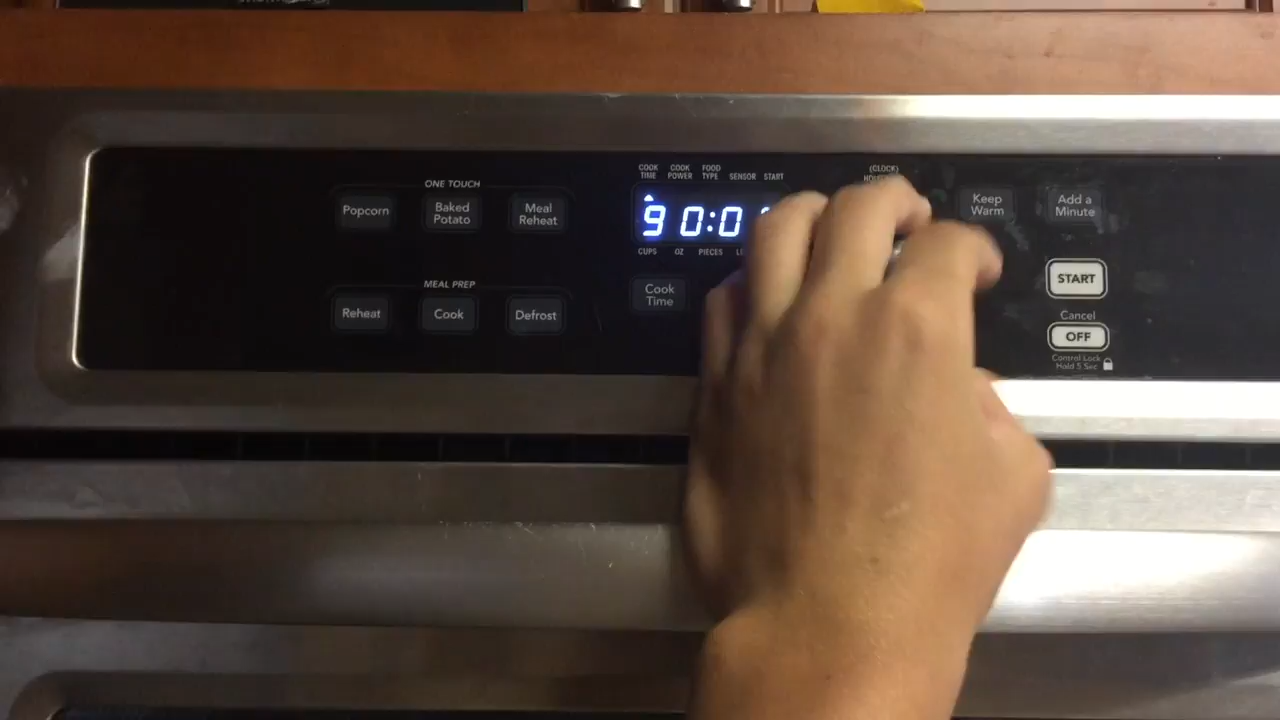 ONE TOUCH
Popcorn
Baked
Potato
Meal
Reheat
MEAL PREP
Reheat
Cook
Defrost
COOK
TIME
COOK
POWER
FOOD
TYPE
SENSOR
START
90:0
CUPS
OZ
PIECES
Cook
Time
(CLOCK)
Keep
Warm
Add a
Minute
START
Cancel
OFF
Control Lock
Hold 5 Sec